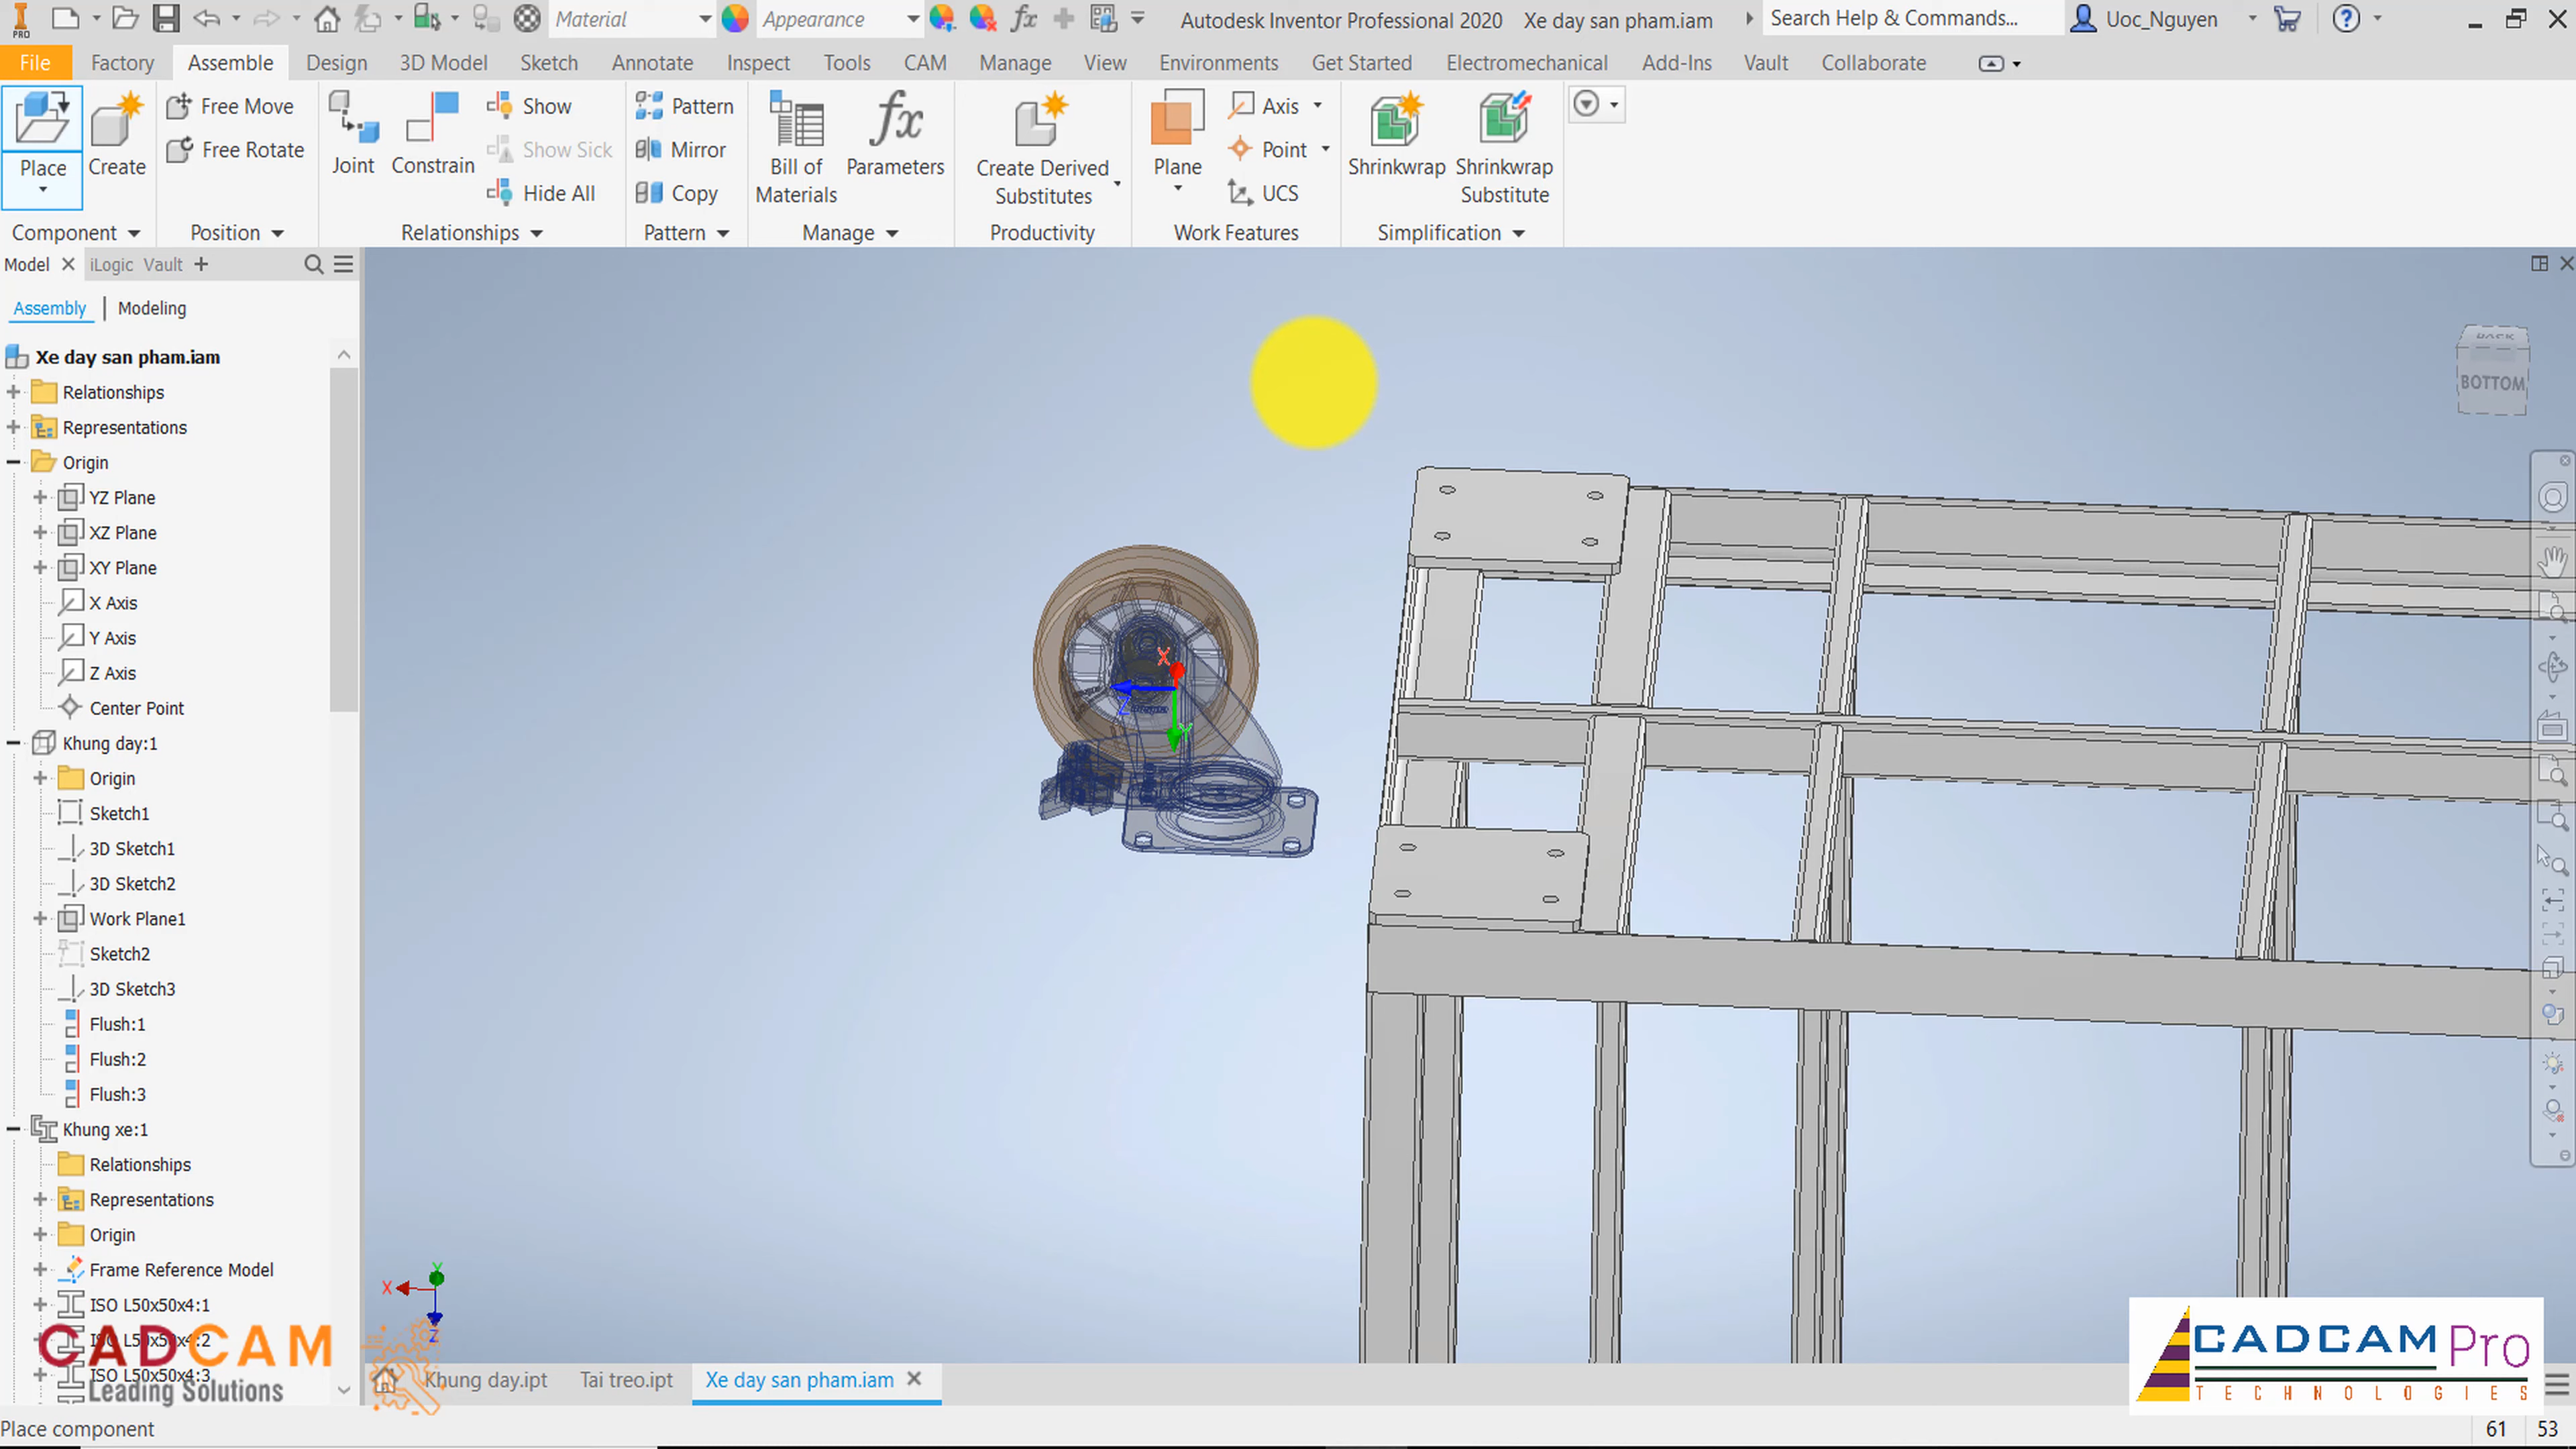 Material
Appearance
Autodesk Inventor Professional 2020 Xe day san pham.iam
Search Help & Commands...
Uoc_Nguyen
PRO
File Factory Assemble Design 3D Model Sketch Annotate Inspect Tools CAM Manage View Environments Get Started Electromechanical Add-Ins Vault Collaborate
Place
Create
Free Move
Free Rotate
Joint
Constrain
Show
Show Sick
Hide All
Pattern
Mirror
Copy
Bill of
Materials
fx
Parameters
Create Derived
Substitutes
Plane
Axis
Point
UCS
Shrinkwrap
Shrinkwrap
Substitute
Component Position Relationships Pattern Manage Productivity Work Features Simplification
Model iLogic Vault
Assembly | Modeling
Xe day san pham.iam
Relationships
Representations
Origin
YZ Plane
XZ Plane
XY Plane
X Axis
Y Axis
Z Axis
Center Point
Khung day:1
Origin
Sketch1
3D Sketch1
3D Sketch2
Work Plane1
Sketch2
3D Sketch3
Flush:1
Flush:2
Flush:3
Khung xe:1
Relationships
Representations
Origin
Frame Reference Model
ISO L50x50x4:1
ISO L50x50x4:2
ISO L50x50x4:3
CADCAM
Leading Solutions
BACK
BOTTOM
X
Z
Y
X
Y
Z
Khung day.ipt
Tai treo.ipt
Xe day san pham.iam
CADCAM Pro
TECHNOLOGIES
Place component
61 53